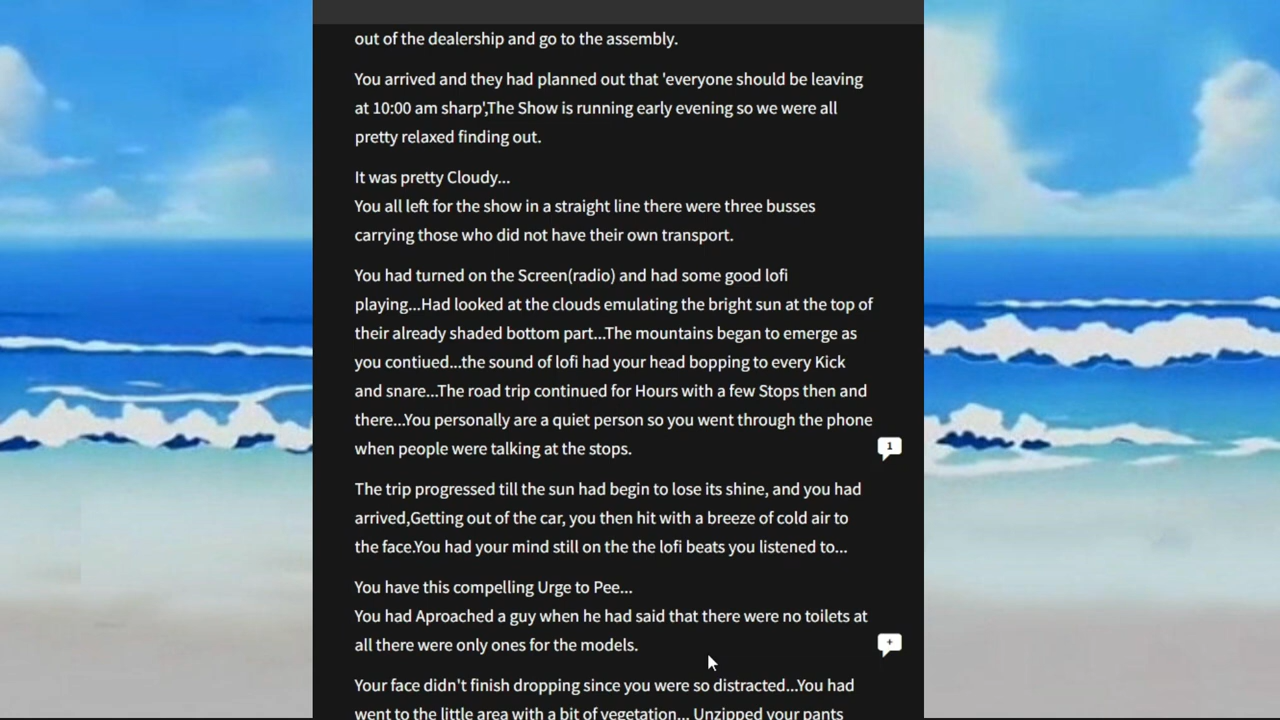 out of the dealership and go to the assembly.
You arrived and they had planned out that 'everyone should be leaving
at 10:00 am sharp',The Show is running early evening so we were all
pretty relaxed finding out.
It was pretty Cloudy...
You all left for the show in a straight line there were three busses
carrying those who did not have their own transport.
You had turned on the Screen(radio) and had some good lofi
playing...Had looked at the clouds emulating the bright sun at the top of
their already shaded bottom part...The mountains began to emerge as
you contiued...the sound of lofi had your head bopping to every Kick
and snare...The road trip continued for Hours with a few Stops then and
there...You personally are a quiet person so you went through the phone
when people were talking at the stops.
1
The trip progressed till the sun had begin to lose its shine, and you had
arrived,Getting out of the car, you then hit with a breeze of cold air to
the face.You had your mind still on the the lofi beats you listened to...
You have this compelling Urge to Pee...
You had Aproached a guy when he had said that there were no toilets at
all there were only ones for the models.
+
Your face didn't finish dropping since you were so distracted...You had
went to the little area with a bit of vegetation... Unzipped your pants